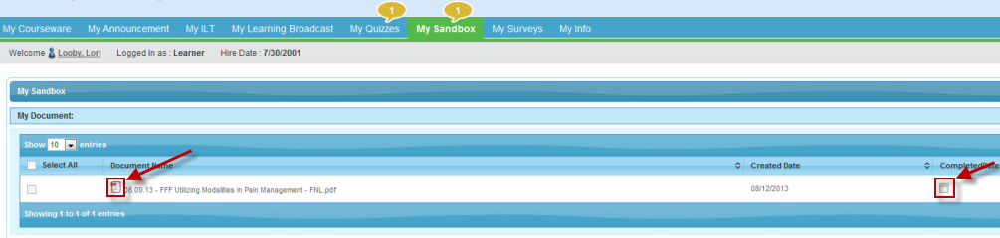 1 1
My Courseware My Announcement My ILT My Learning Broadcast My Quizzes My Sandbox My Surveys My Info
Welcome Looby, Lori Logged In as : Learner Hire Date : 7/30/2001
My Sandbox
My Document:
Show 10 entries
Select All Document Name Created Date CompletedDate
08.09.13 - FFF Utilizing Modalities in Pain Management - FNL.pdf 08/12/2013
Showing 1 to 1 of 1 entries